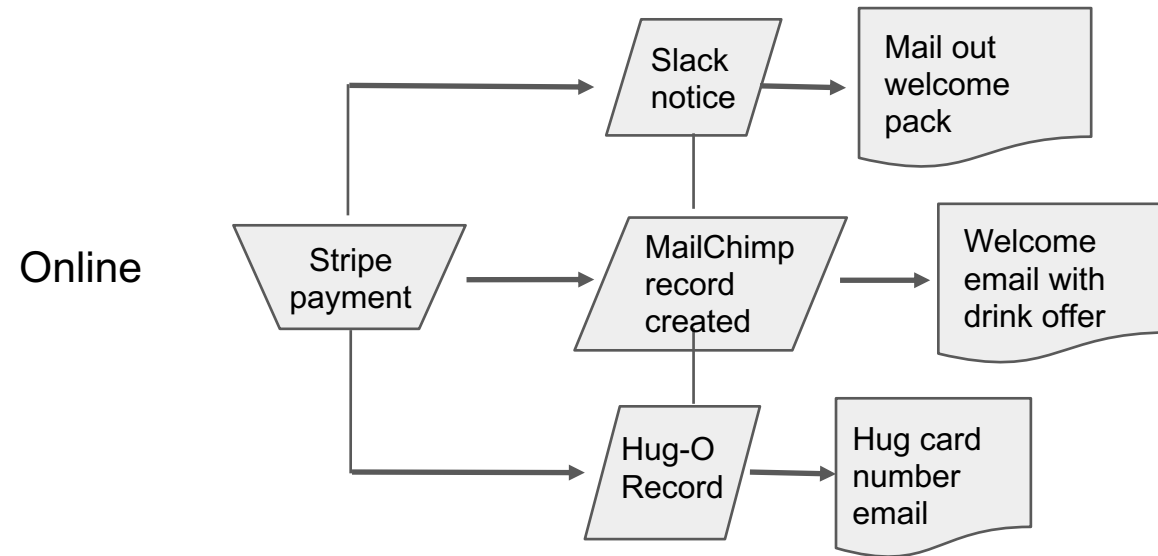 Slack
notice
Mail out
welcome
pack
Online
Stripe
payment
MailChimp
record
created
Welcome
email with
drink offer
Hug-O
Record
Hug card
number
email